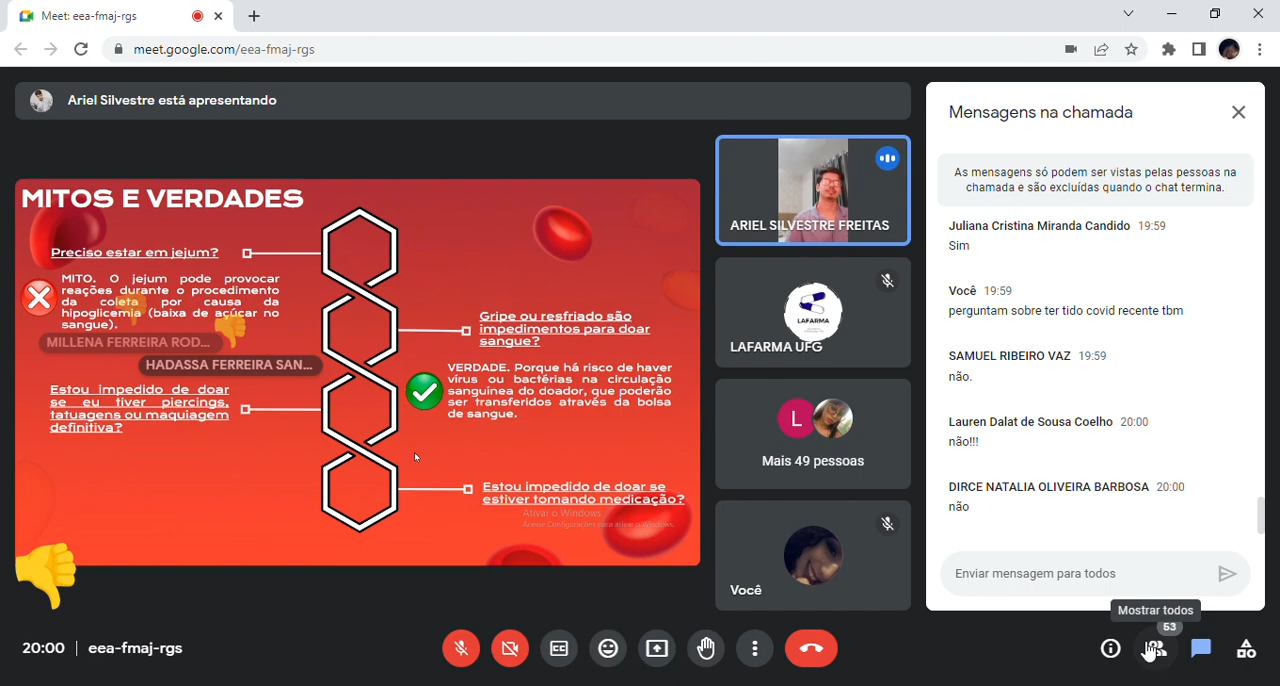 Meet: eea-fmaj-rgs
meet.google.com/eea-fmaj-rgs
Ariel Silvestre está apresentando
MITOS E VERDADES
Preciso estar em jejum?
MITO. O jejum pode provocar
reações durante o procedimento
da coleta por causa da
hipoglicemia (baixa de açúcar no
sangue).
MILLENA FERREIRA ROD...
HADASSA FERREIRA SAN...
Gripe ou resfriado são
impedimentos para doar
sangue?
VERDADE. Porque há risco de haver
vírus ou bactérias na circulação
sanguínea do doador, que poderão
ser transferidos através da bolsa
de sangue.
Estou impedido de doar
se eu tiver piercings,
tatuagens ou maquiagem
definitiva?
Estou impedido de doar se
estiver tomando medicação?
Ativar o Windows
Acesse Configurações para ativar o Windows.
ARIEL SILVESTRE FREITAS
LAFARMA
LAFARMA UFG
L
Mais 49 pessoas
Você
Mensagens na chamada
As mensagens só podem ser vistas pelas pessoas na
chamada e são excluídas quando o chat termina.
Juliana Cristina Miranda Candido 19:59
Sim
Você 19:59
perguntam sobre ter tido covid recente tbm
SAMUEL RIBEIRO VAZ 19:59
não.
Lauren Dalat de Sousa Coelho 20:00
não!!!
DIRCE NATALIA OLIVEIRA BARBOSA 20:00
não
Enviar mensagem para todos
Mostrar todos
53
20:00 | eea-fmaj-rgs